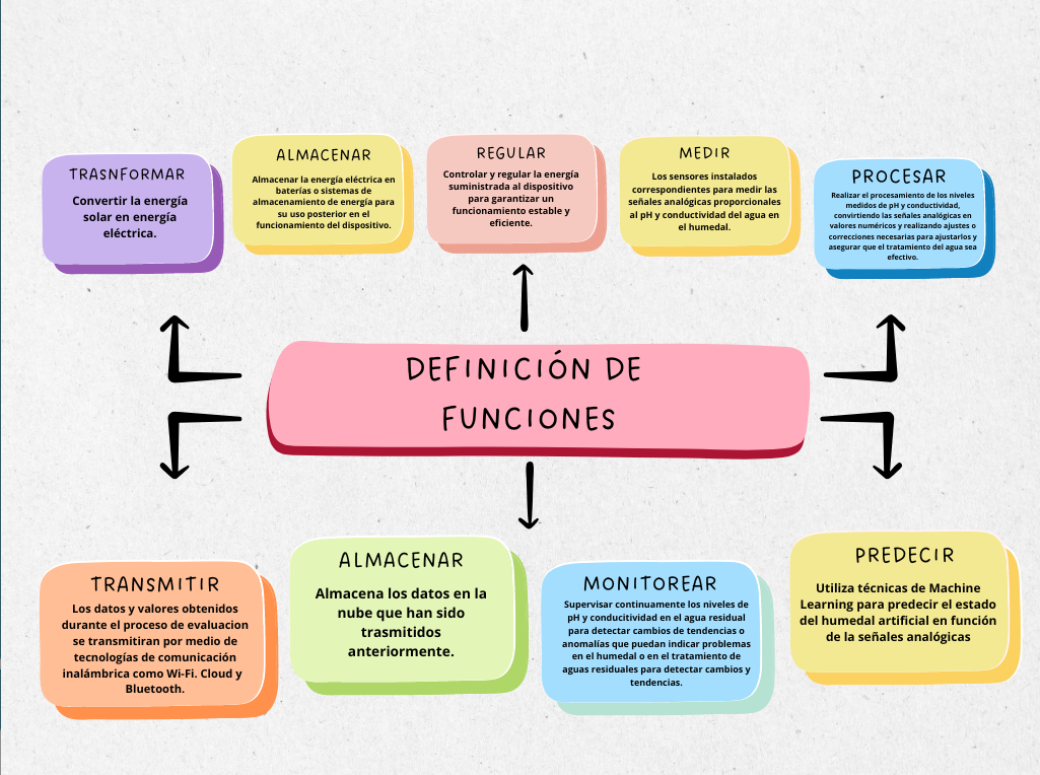 TRASNFORMAR
Convertir la energía
solar en energía
eléctrica.
ALMACENAR
Almacenar la energía eléctrica en
baterías o sistemas de
almacenamiento de energía para
su uso posterior en el
funcionamiento del dispositivo.
REGULAR
Controlar y regular la energía
suministrada al dispositivo
para garantizar un
funcionamiento estable y
eficiente.
MEDIR
Los sensores instalados
correspondientes para medir las
señales analógicas proporcionales
al pH y conductividad del agua en
el humedal.
PROCESAR
Realizar el procesamiento de los niveles
medidos de pH y conductividad,
convirtiendo las señales analógicas en
valores numéricos y realizando ajustes o
correcciones necesarias para ajustarlos y
asegurar que el tratamiento del agua sea
efectivo.
DEFINICIÓN DE
FUNCIONES
TRANSMITIR
Los datos y valores obtenidos
durante el proceso de evaluacion
se transmitiran por medio de
tecnologías de comunicación
inalámbrica como Wi-Fi. Cloud y
Bluetooth.
ALMACENAR
Almacena los datos en la
nube que han sido
trasmitidos
anteriormente.
MONITOREAR
Supervisar continuamente los niveles de
pH y conducitividad en el agua residual
para detectar cambios de tendencias o
anomalías que puedan indicar problemas
en el humedal o en el tratamiento de
aguas residuales para detectar cambios y
tendencias.
PREDECIR
Utiliza técnicas de Machine
Learning para predecir el estado
del humedal artificial en función
de la señales analógicas